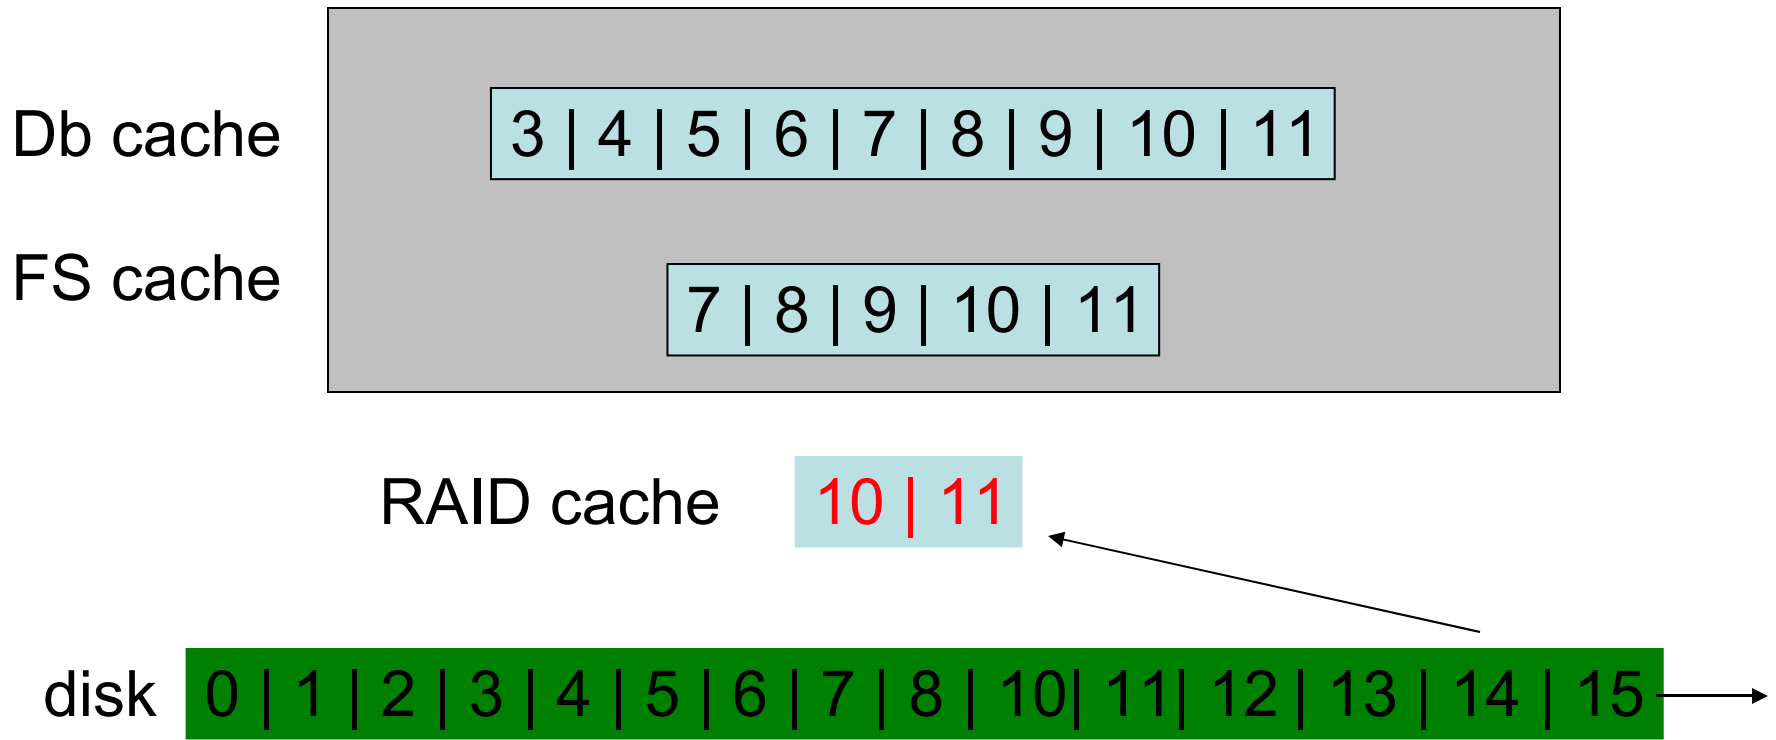 Db cache 3 | 4 | 5 | 6 | 7 | 8 | 9 | 10 | 11
FS cache 7 | 8 | 9 | 10 | 11
RAID cache 10 | 11
disk 0 | 1 | 2 | 3 | 4 | 5 | 6 | 7 | 8 | 10| 11| 12 | 13 | 14 | 15